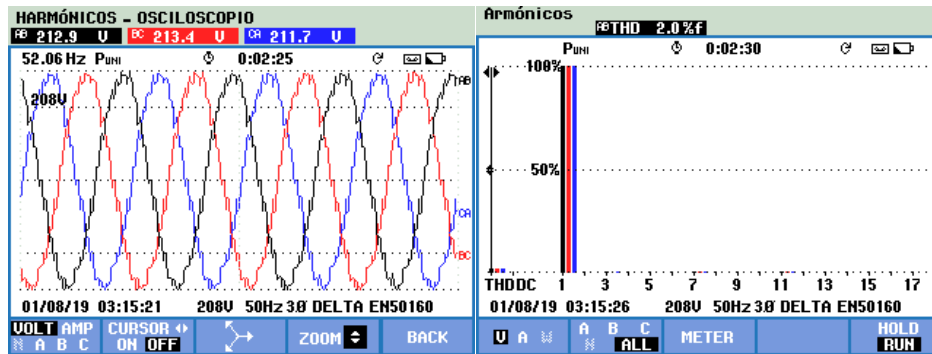 HARMÓNICOS – OSCILOSCOPIO
AB 212.9 V BC 213.4 V CA 211.7 V
52.06 Hz PUNI 0:02:25
208V
AB
CA
BC
01/08/19 03:15:21 208V 50Hz 3Ø DELTA EN50160
VOLT AMP
N A B C
CURSOR
ON OFF
ZOOM
BACK
Armónicos
AB THD 2.0 %f
PUNI 0:02:30
100%
50%
THDDC 1 3 5 7 9 11 13 15 17
01/08/19 03:15:26 208V 50Hz 3Ø DELTA EN50160
V A W
A B C
N ALL
METER
HOLD
RUN